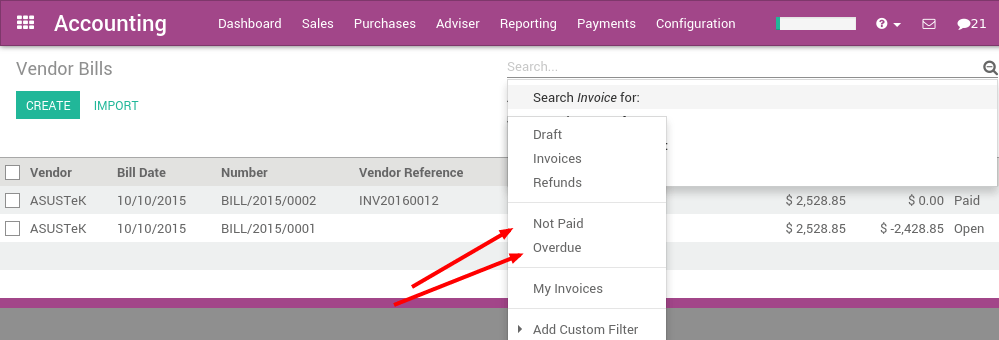 Accounting Dashboard Sales Purchases Adviser Reporting Payments Configuration 21
Vendor Bills
Search...
Search Invoice for:
CREATE IMPORT
Draft
Invoices
Refunds
Not Paid
Overdue
My Invoices
Add Custom Filter
Vendor Bill Date Number Vendor Reference
ASUSTeK 10/10/2015 BILL/2015/0002 INV20160012 $ 2,528.85 $ 0.00 Paid
ASUSTeK 10/10/2015 BILL/2015/0001 $ 2,528.85 $ -2,428.85 Open